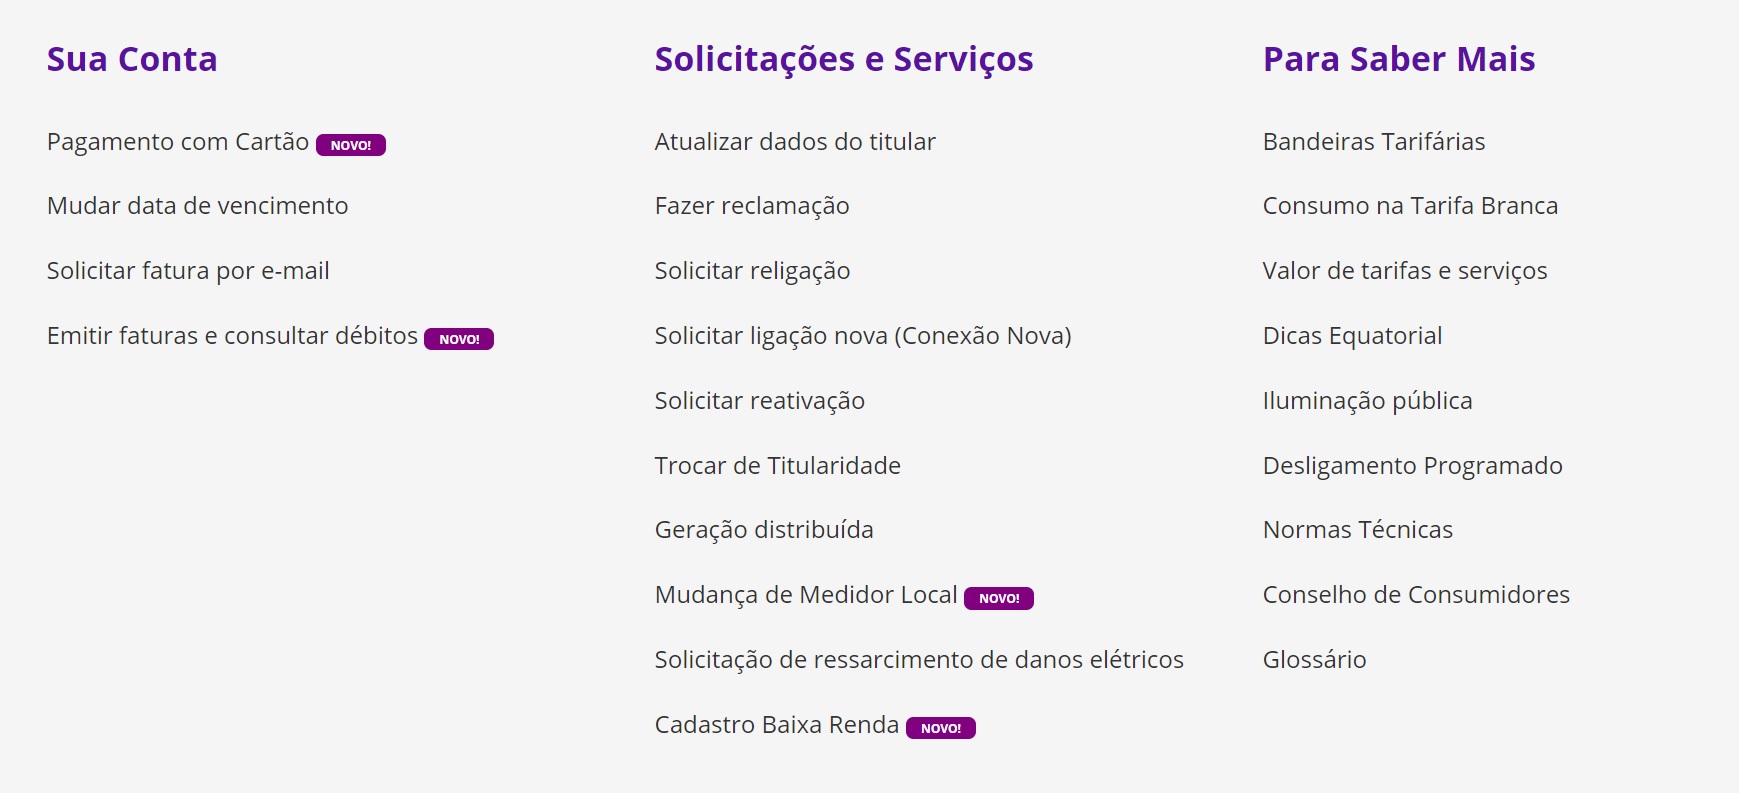 Sua Conta
Pagamento com Cartão NOVO!
Mudar data de vencimento
Solicitar fatura por e-mail
Emitir faturas e consultar débitos NOVO!
Solicitações e Serviços
Atualizar dados do titular
Fazer reclamação
Solicitar religação
Solicitar ligação nova (Conexão Nova)
Solicitar reativação
Trocar de Titularidade
Geração distribuída
Mudança de Medidor Local NOVO!
Solicitação de ressarcimento de danos elétricos
Cadastro Baixa Renda NOVO!
Para Saber Mais
Bandeiras Tarifárias
Consumo na Tarifa Branca
Valor de tarifas e serviços
Dicas Equatorial
Iluminação pública
Desligamento Programado
Normas Técnicas
Conselho de Consumidores
Glossário